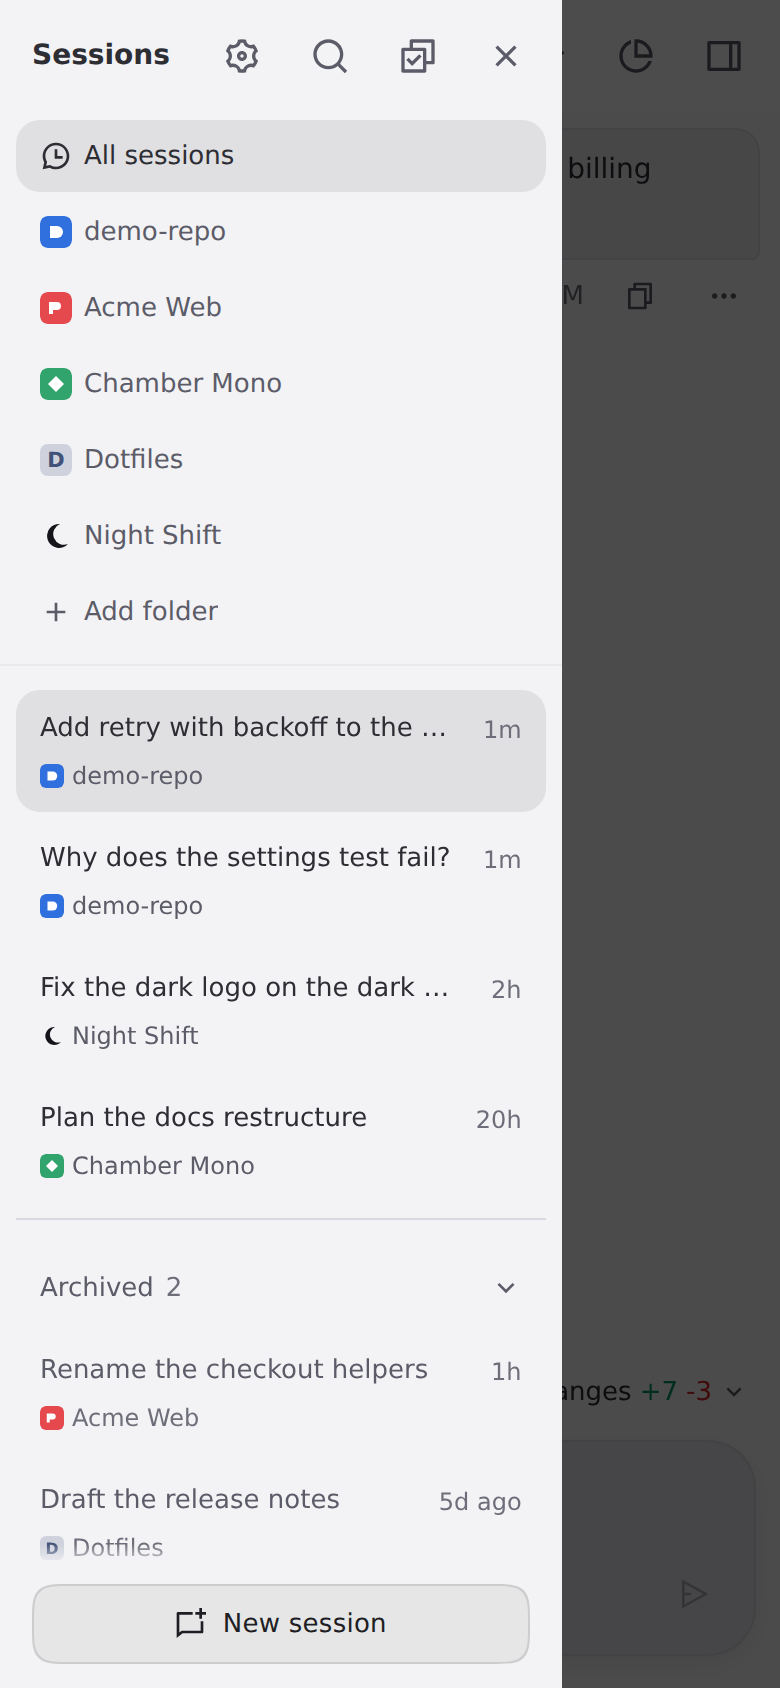 Sessions
All sessions
billing
demo-repo
Acme Web
M
Chamber Mono
D Dotfiles
Night Shift
Add folder
Add retry with backoff to the ... 1m
demo-repo
Why does the settings test fail? 1m
demo-repo
Fix the dark logo on the dark ... 2h
Night Shift
Plan the docs restructure 20h
Chamber Mono
Archived 2
Rename the checkout helpers 1h
anges +7 -3
Acme Web
Draft the release notes 5d ago
D Dotfiles
New session